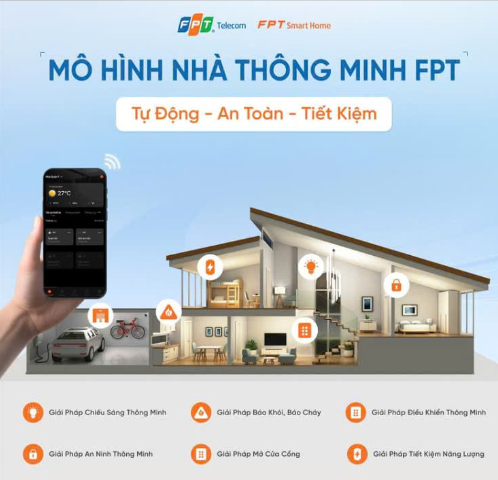 FPT Telecom FPT Smart Home
MÔ HÌNH NHÀ THÔNG MINH FPT
Tự Động - An Toàn - Tiết Kiệm
27°C
Giải Pháp Chiếu Sáng Thông Minh
Giải Pháp Báo Khói, Báo Cháy
Giải Pháp Điều Khiển Thông Minh
Giải Pháp An Ninh Thông Minh
Giải Pháp Mở Cửa Cổng
Giải Pháp Tiết Kiệm Năng Lượng